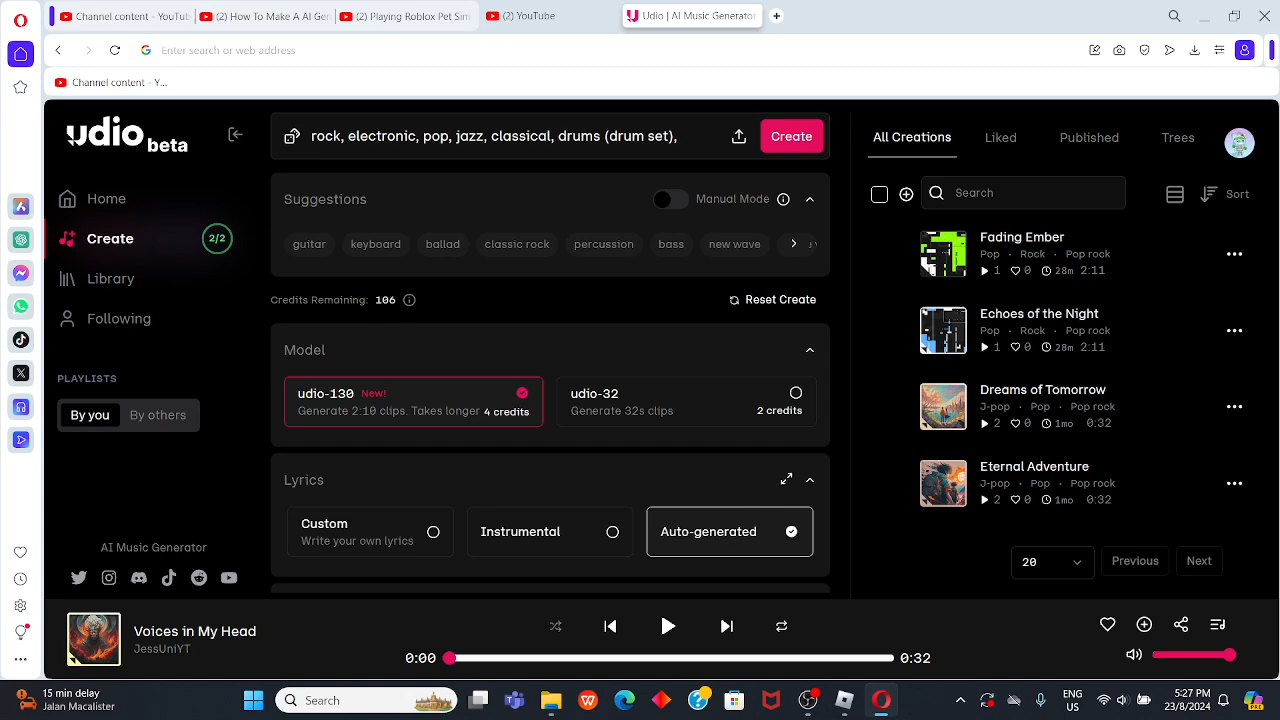 Channel content - YouTul
(2) How To Make A AI Ger
(2) Playing Roblox + Gimi
(2) YouTube
Udio | AI Music Generator
Enter search or web address
Channel content - Y...
udio beta
Home
Create
2/2
Library
Following
PLAYLISTS
By you
By others
AI Music Generator
rock, electronic, pop, jazz, classical, drums (drum set),
Create
Suggestions
Manual Mode
guitar
keyboard
ballad
classic rock
percussion
bass
new wave
Credits Remaining: 106
Reset Create
Model
udio-130 New!
Generate 2.10 clips. Takes longer 4 credits
udio-32
Generate 32s clips
2 credits
Lyrics
Custom
Write your own lyrics
Instrumental
Auto-generated
All Creations
Liked
Published
Trees
Search
Sort
Fading Ember
Pop · Rock · Pop rock
1 0 28m 2:11
Echoes of the Night
Pop · Rock · Pop rock
1 0 28m 2:11
Dreams of Tomorrow
J-pop · Pop · Pop rock
2 0 1mo 0:32
Eternal Adventure
J-pop · Pop · Pop rock
2 0 1mo 0:32
20
Previous
Next
Voices in My Head
JessUniYT
0:00
0:32
15 min delay
Jalan Macalister
Search
ENG
US
5:27 PM
23/8/2024